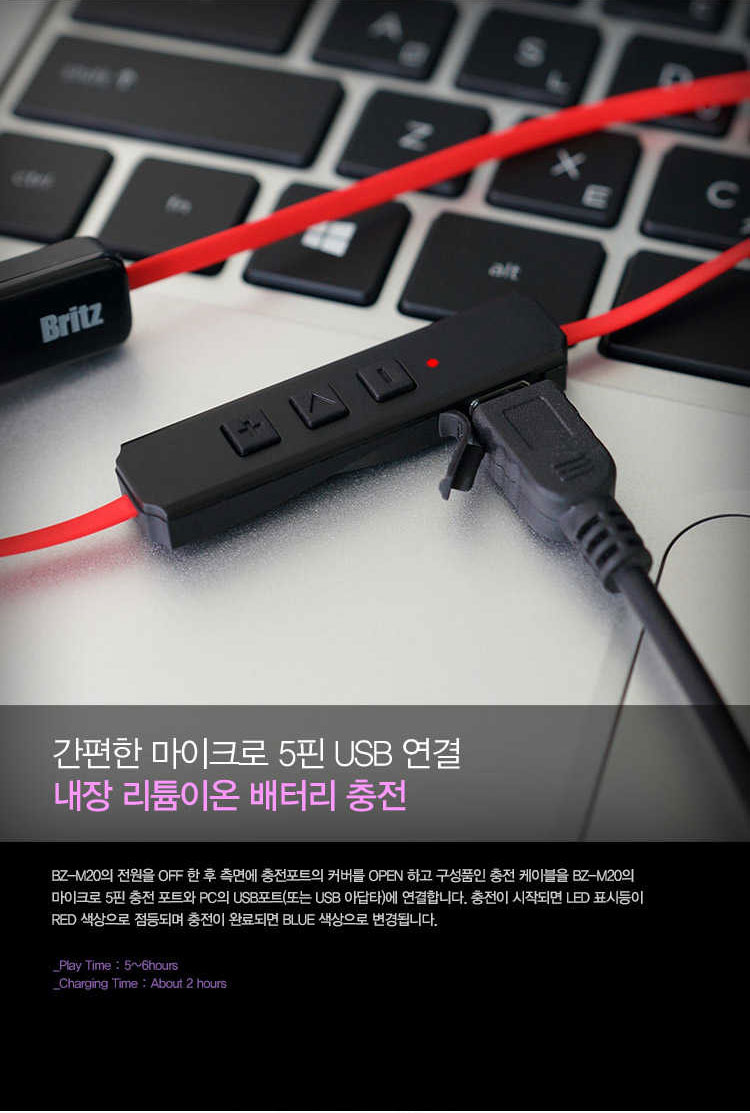 A
S
L
D
Z
X
E
C
ctrl
fn
alt
Britz
간편한 마이크로 5핀 USB 연결
내장 리튬이온 배터리 충전
BZ-M20의 전원을 OFF 한 후 측면에 충전포트의 커버를 OPEN 하고 구성품인 충전 케이블을 BZ-M20의
마이크로 5핀 충전 포트와 PC의 USB포트(또는 USB 아답타)에 연결합니다. 충전이 시작되면 LED 표시등이
RED 색상으로 점등되며 충전이 완료되면 BLUE 색상으로 변경됩니다.
_Play Time : 5~6hours
_Charging Time : About 2 hours